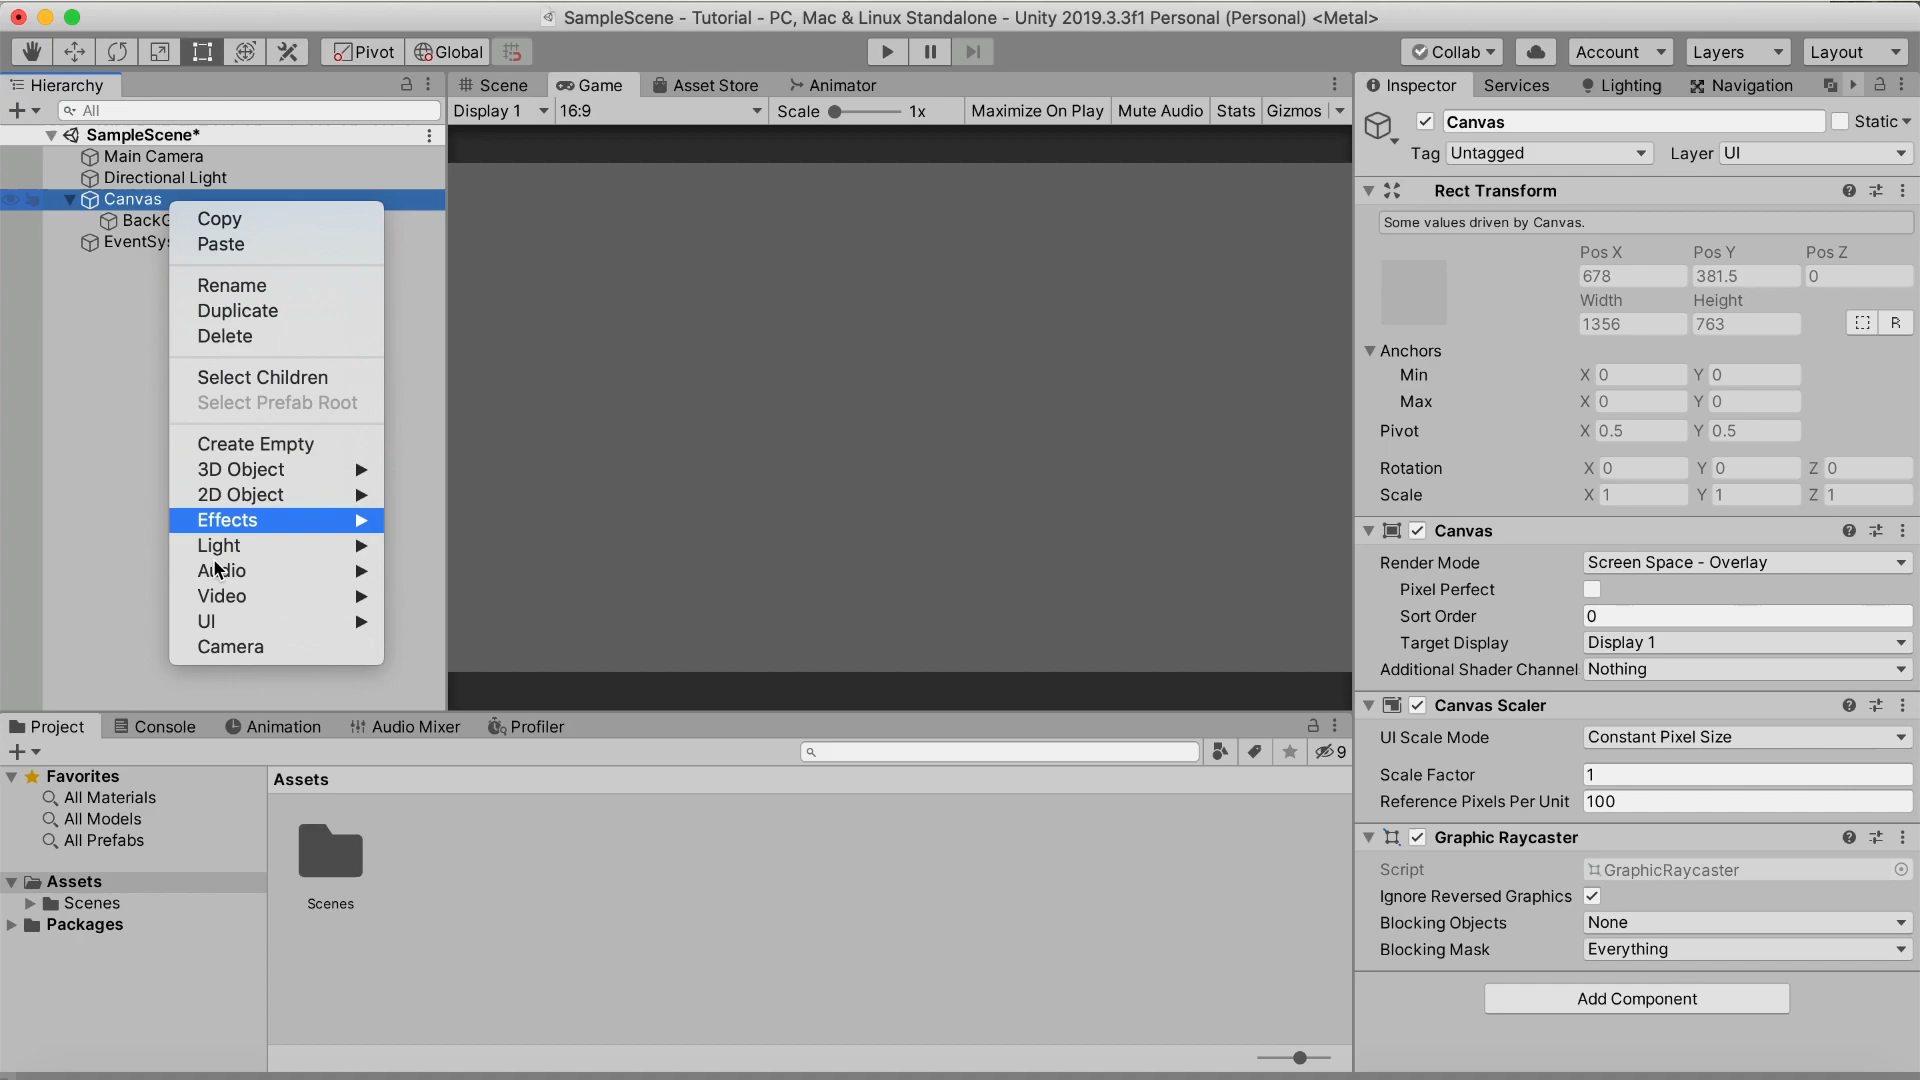 SampleScene - Tutorial - PC, Mac & Linux Standalone - Unity 2019.3.3f1 Personal (Personal) <Metal>
Pivot Global Collab Account Layers Layout
Hierarchy
All
SampleScene*
Main Camera
Directional Light
Canvas
BackG
EventSy
Copy
Paste
Rename
Duplicate
Delete
Select Children
Select Prefab Root
Create Empty
3D Object
2D Object
Effects
Light
Audio
Video
UI
Camera
Scene Game Asset Store Animator
Display 1 16:9 Scale 1x Maximize On Play Mute Audio Stats Gizmos
Inspector Services Lighting Navigation
Canvas Static
Tag Untagged Layer UI
Rect Transform
Some values driven by Canvas.
Pos X Pos Y Pos Z
678 381.5 0
Width Height
1356 763 R
Anchors
Min X 0 Y 0
Max X 0 Y 0
Pivot X 0.5 Y 0.5
Rotation X 0 Y 0 Z 0
Scale X 1 Y 1 Z 1
Canvas
Render Mode Screen Space - Overlay
Pixel Perfect
Sort Order 0
Target Display Display 1
Additional Shader Channel Nothing
Canvas Scaler
UI Scale Mode Constant Pixel Size
Scale Factor 1
Reference Pixels Per Unit 100
Graphic Raycaster
Script GraphicRaycaster
Ignore Reversed Graphics
Blocking Objects None
Blocking Mask Everything
Add Component
Project Console Animation Audio Mixer Profiler
9
Favorites
All Materials
All Models
All Prefabs
Assets
Scenes
Packages
Assets
Scenes